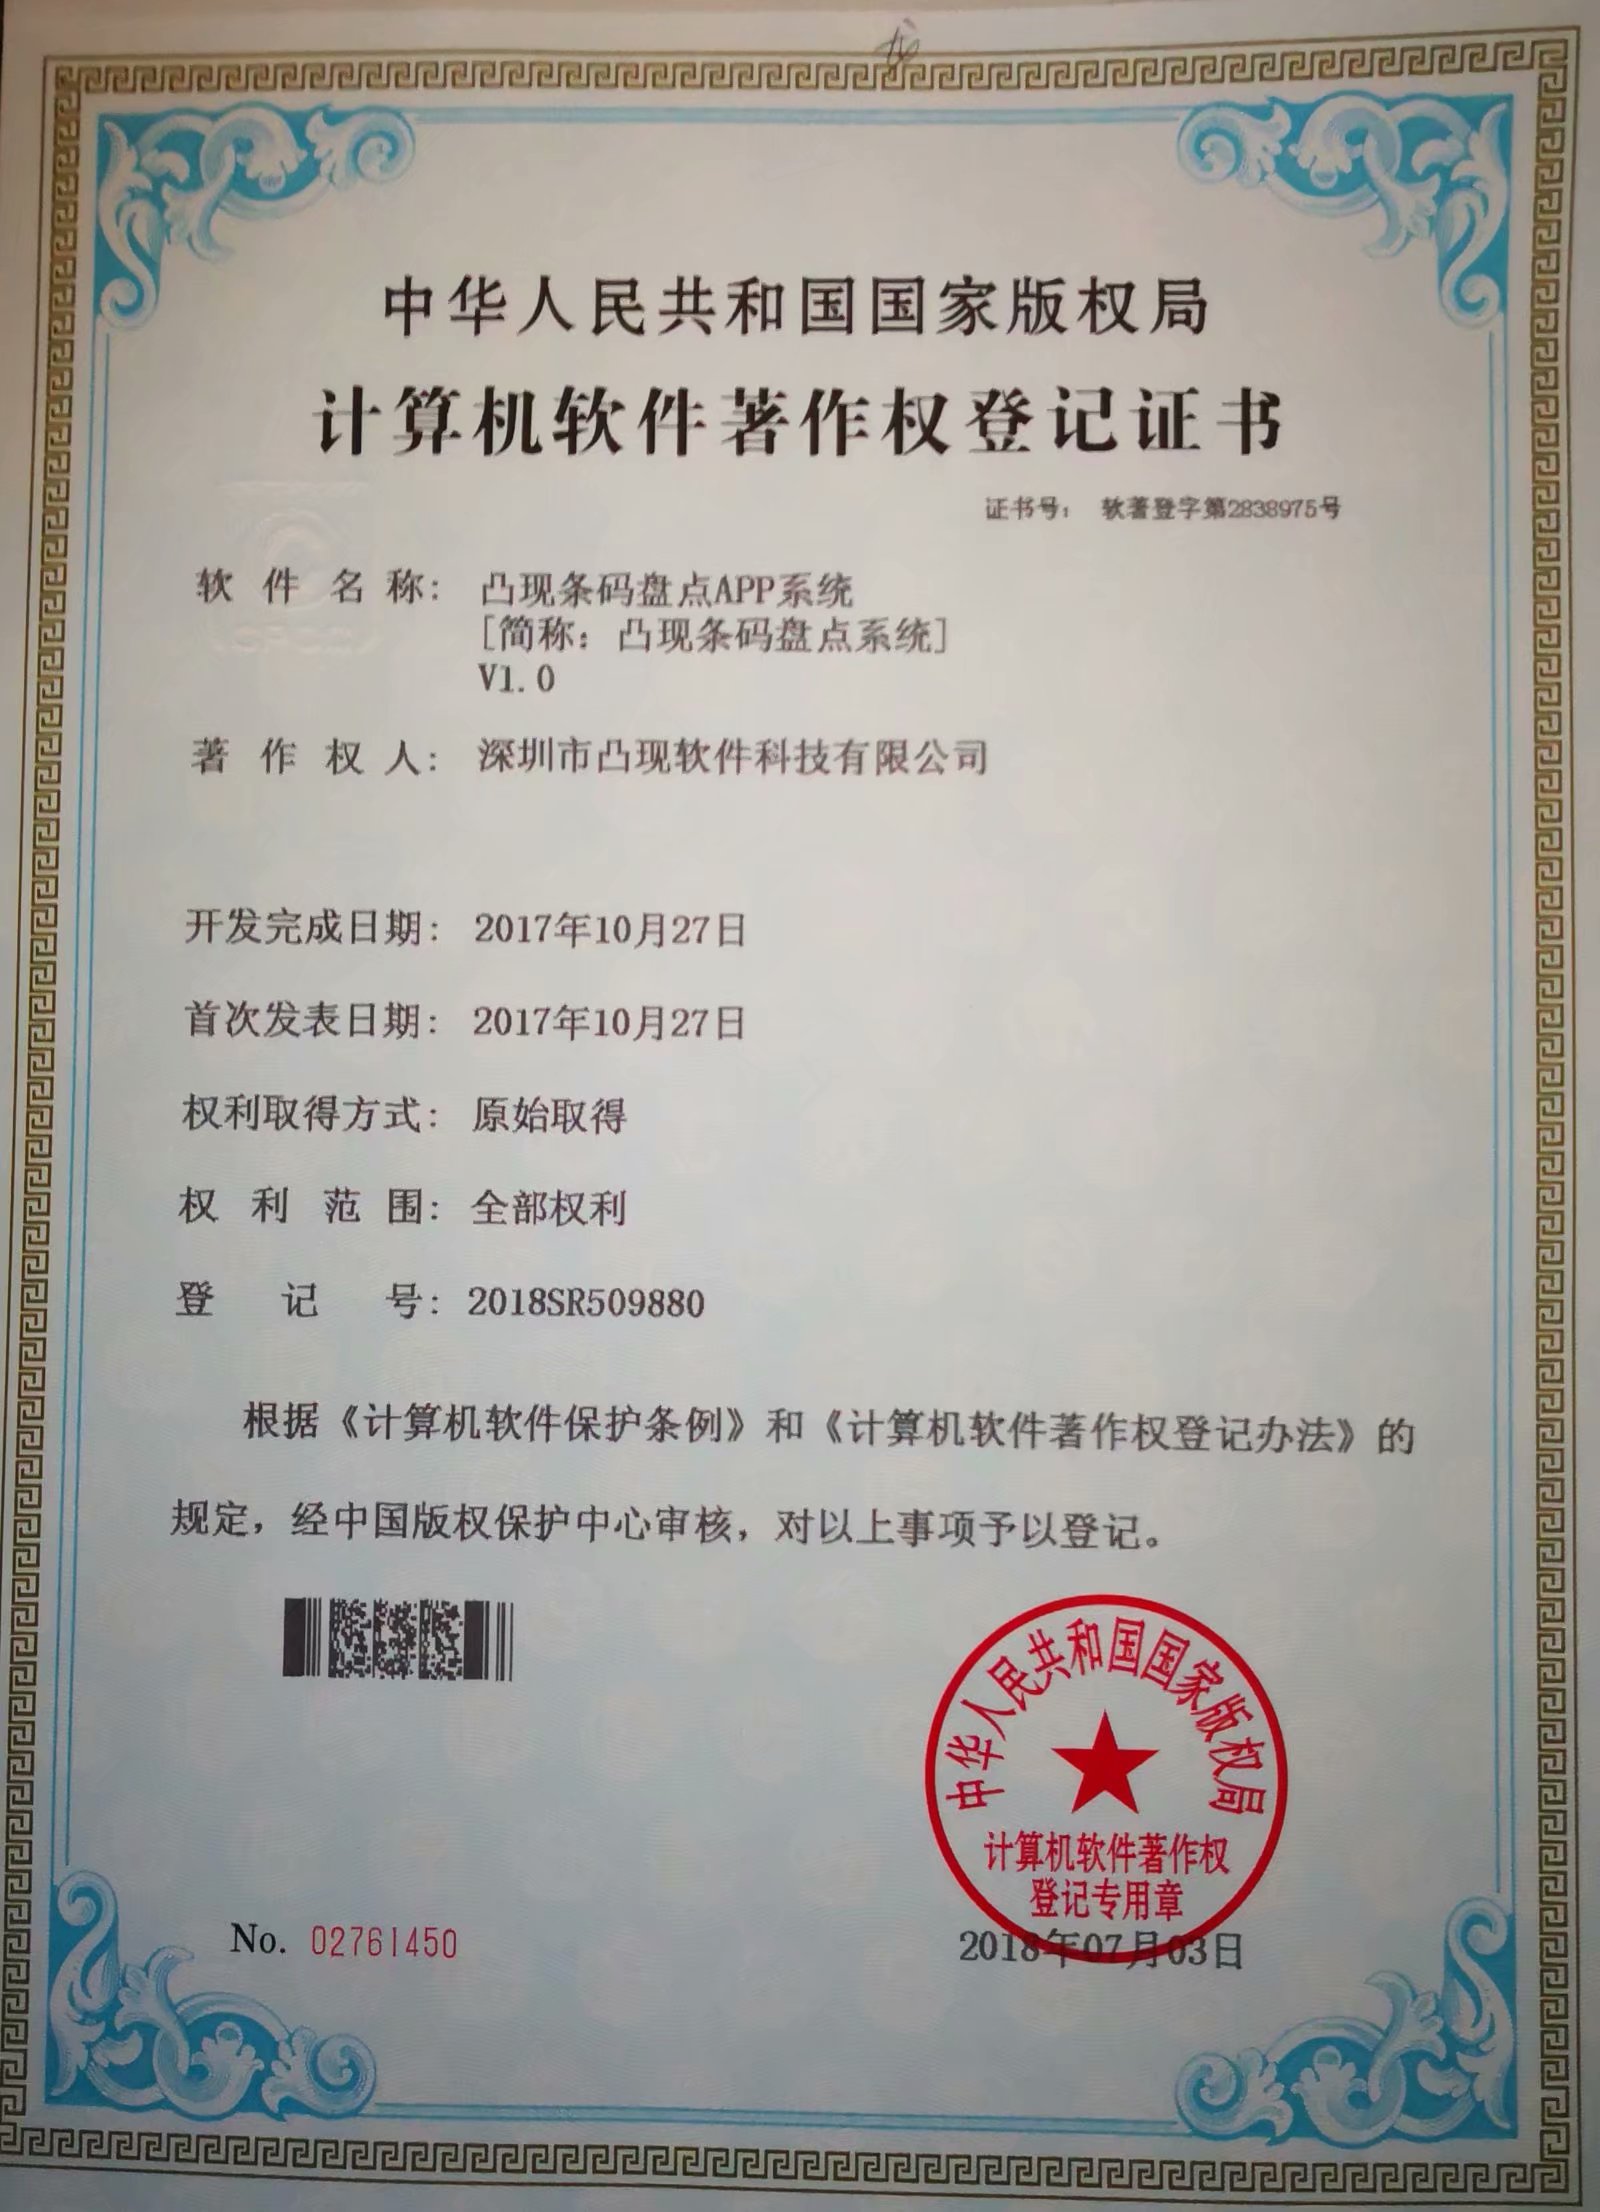 中华人民共和国国家版权局
计算机软件著作权登记证书
证书号： 软著登字第2838975号
软件名称： 凸现条码盘点APP系统
[简称：凸现条码盘点系统]
V1.0
著作权人： 深圳市凸现软件科技有限公司
开发完成日期： 2017年10月27日
首次发表日期： 2017年10月27日
权利取得方式： 原始取得
权利范围： 全部权利
登记号： 2018SR509880
根据《计算机软件保护条例》和《计算机软件著作权登记办法》的
规定，经中国版权保护中心审核，对以上事项予以登记。
中华人民共和国国家版权局
计算机软件著作权
登记专用章
No. 02761450
2018年07月03日